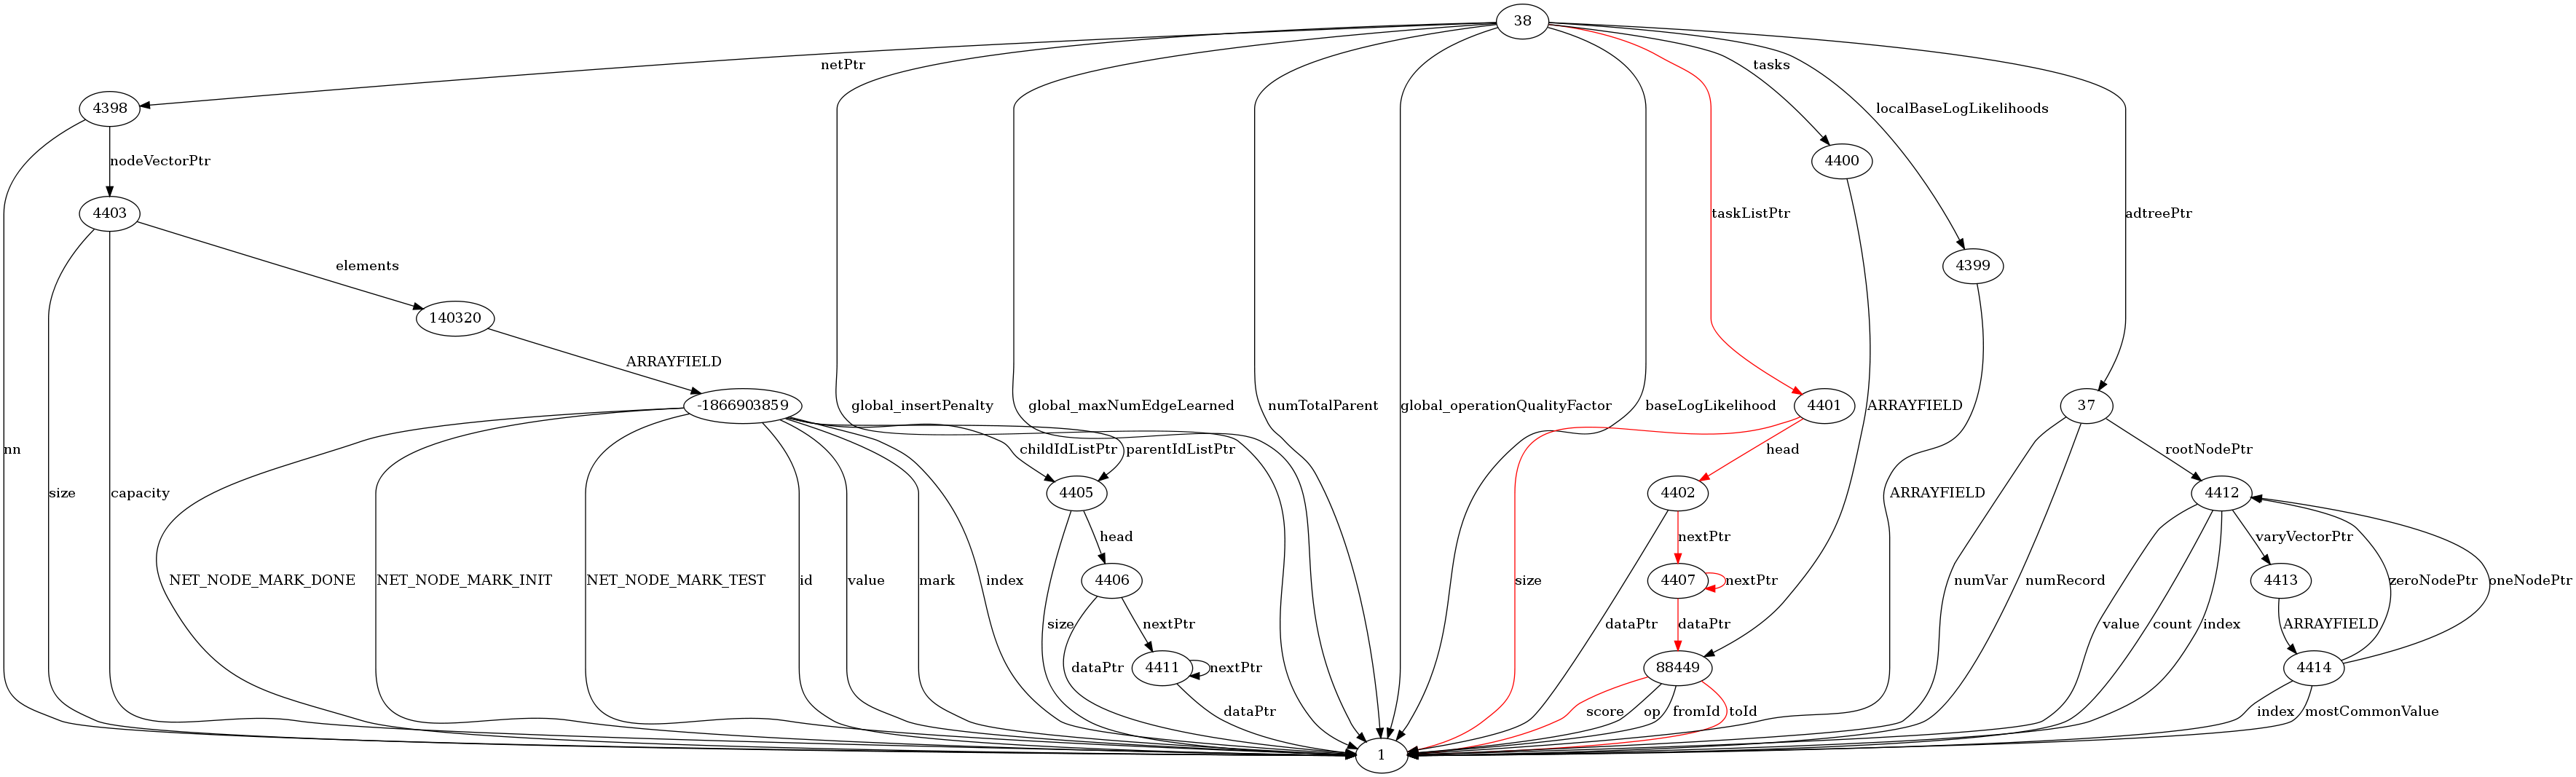 38
netPtr
tasks
4398
localBaseLogLikelihoods
nodeVectorPtr
4400
4403
taskListPtr
adtreePtr
elements
4399
140320
ARRAYFIELD
-1866903859
global_insertPenalty
global_maxNumEdgeLearned
numTotalParent
global_operationQualityFactor
baseLogLikelihood
4401
ARRAYFIELD
37
nn
childIdListPtr
parentIdListPtr
head
rootNodePtr
size
capacity
4405
4402
ARRAYFIELD
4412
head
nextPtr
varyVectorPtr
NET_NODE_MARK_DONE
NET_NODE_MARK_INIT
NET_NODE_MARK_TEST
id
value
mark
index
4406
size
4407
nextPtr
numVar
numRecord
4413
zeroNodePtr
oneNodePtr
size
nextPtr
dataPtr
dataPtr
value
count
index
ARRAYFIELD
dataPtr
4411
nextPtr
88449
4414
dataPtr
score
op
fromId
toId
index
mostCommonValue
1